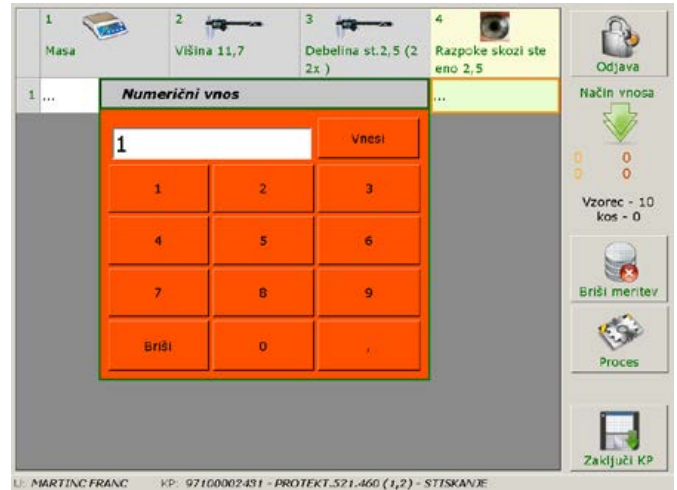 1
Masa
2
Višina 11,7
3
Debelina st.2,5 (2
2x )
4
Razpoke skozi ste
eno 2,5
Odjava
1 ...
...
Numerični vnos
1
Vnesi
1 2 3
4 5 6
7 8 9
Briši 0 ,
Način vnosa
0 0
0 0
Vzorec - 10
kos - 0
Briši meritev
Proces
Zaključi KP
U: MARTINC FRANC KP: 97100002431 - PROTEKT.521.460 (1,2) - STISKANJE